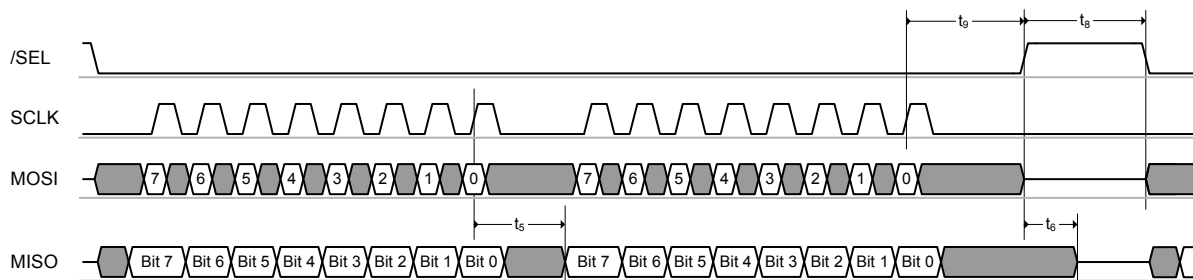 t9 t8
/SEL
SCLK
MOSI 7 6 5 4 3 2 1 0 7 6 5 4 3 2 1 0
t5 t6
MISO Bit 7 Bit 6 Bit 5 Bit 4 Bit 3 Bit 2 Bit 1 Bit 0 Bit 7 Bit 6 Bit 5 Bit 4 Bit 3 Bit 2 Bit 1 Bit 0